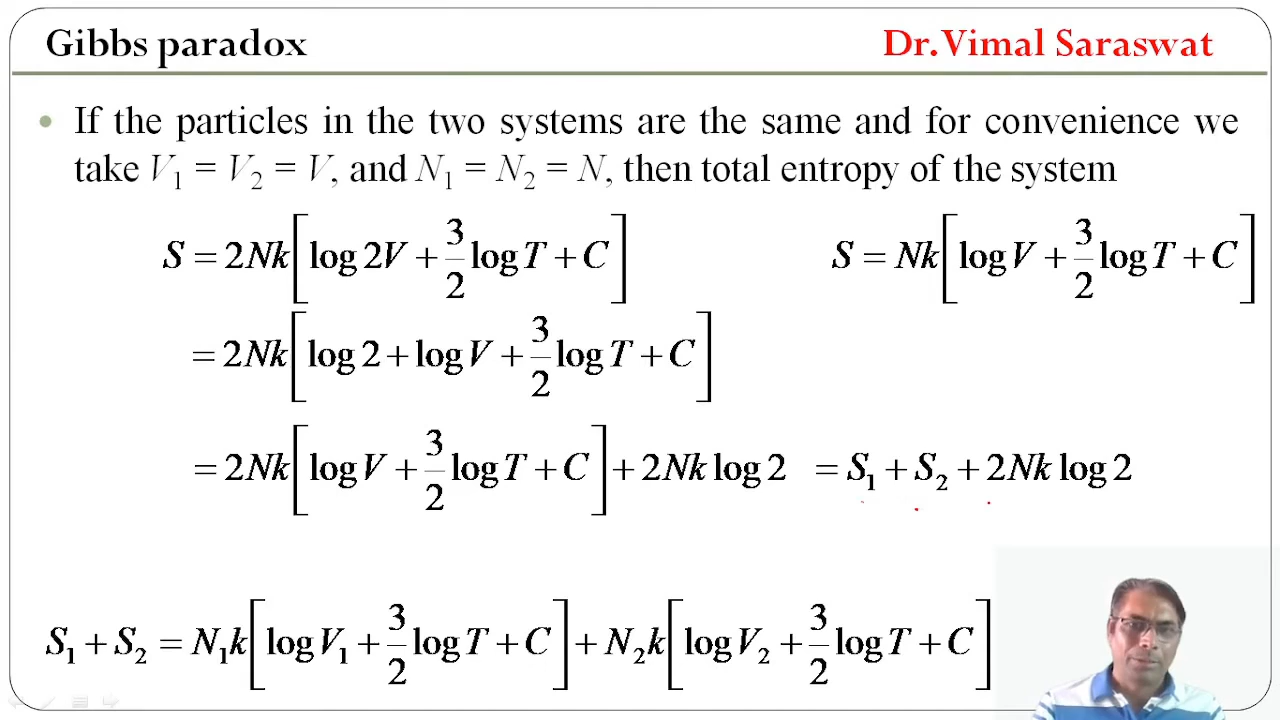 Gibbs paradox
Dr.Vimal Saraswat
• If the particles in the two systems are the same and for convenience we
take V₁ = V₂ = V, and N₁ = N₂ = N, then total entropy of the system
S = 2Nk[log 2V + 3/2 log T + C]
S = Nk[log V + 3/2 log T + C]
= 2Nk[log 2 + log V + 3/2 log T + C]
= 2Nk[log V + 3/2 log T + C] + 2Nk log 2 = S₁ + S₂ + 2Nk log 2
S₁ + S₂ = N₁k[log V₁ + 3/2 log T + C] + N₂k[log V₂ + 3/2 log T + C]